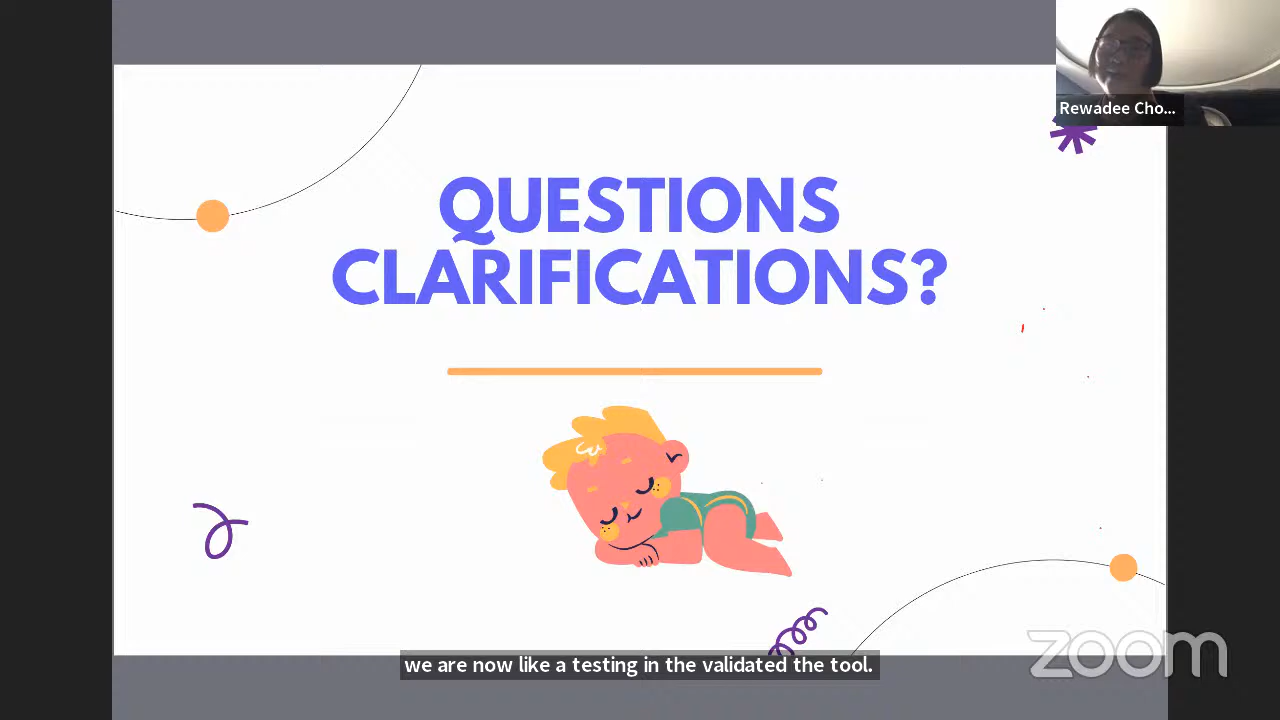 Rewadee Cho...
QUESTIONS
CLARIFICATIONS?
zoom
we are now like a testing in the validated the tool.